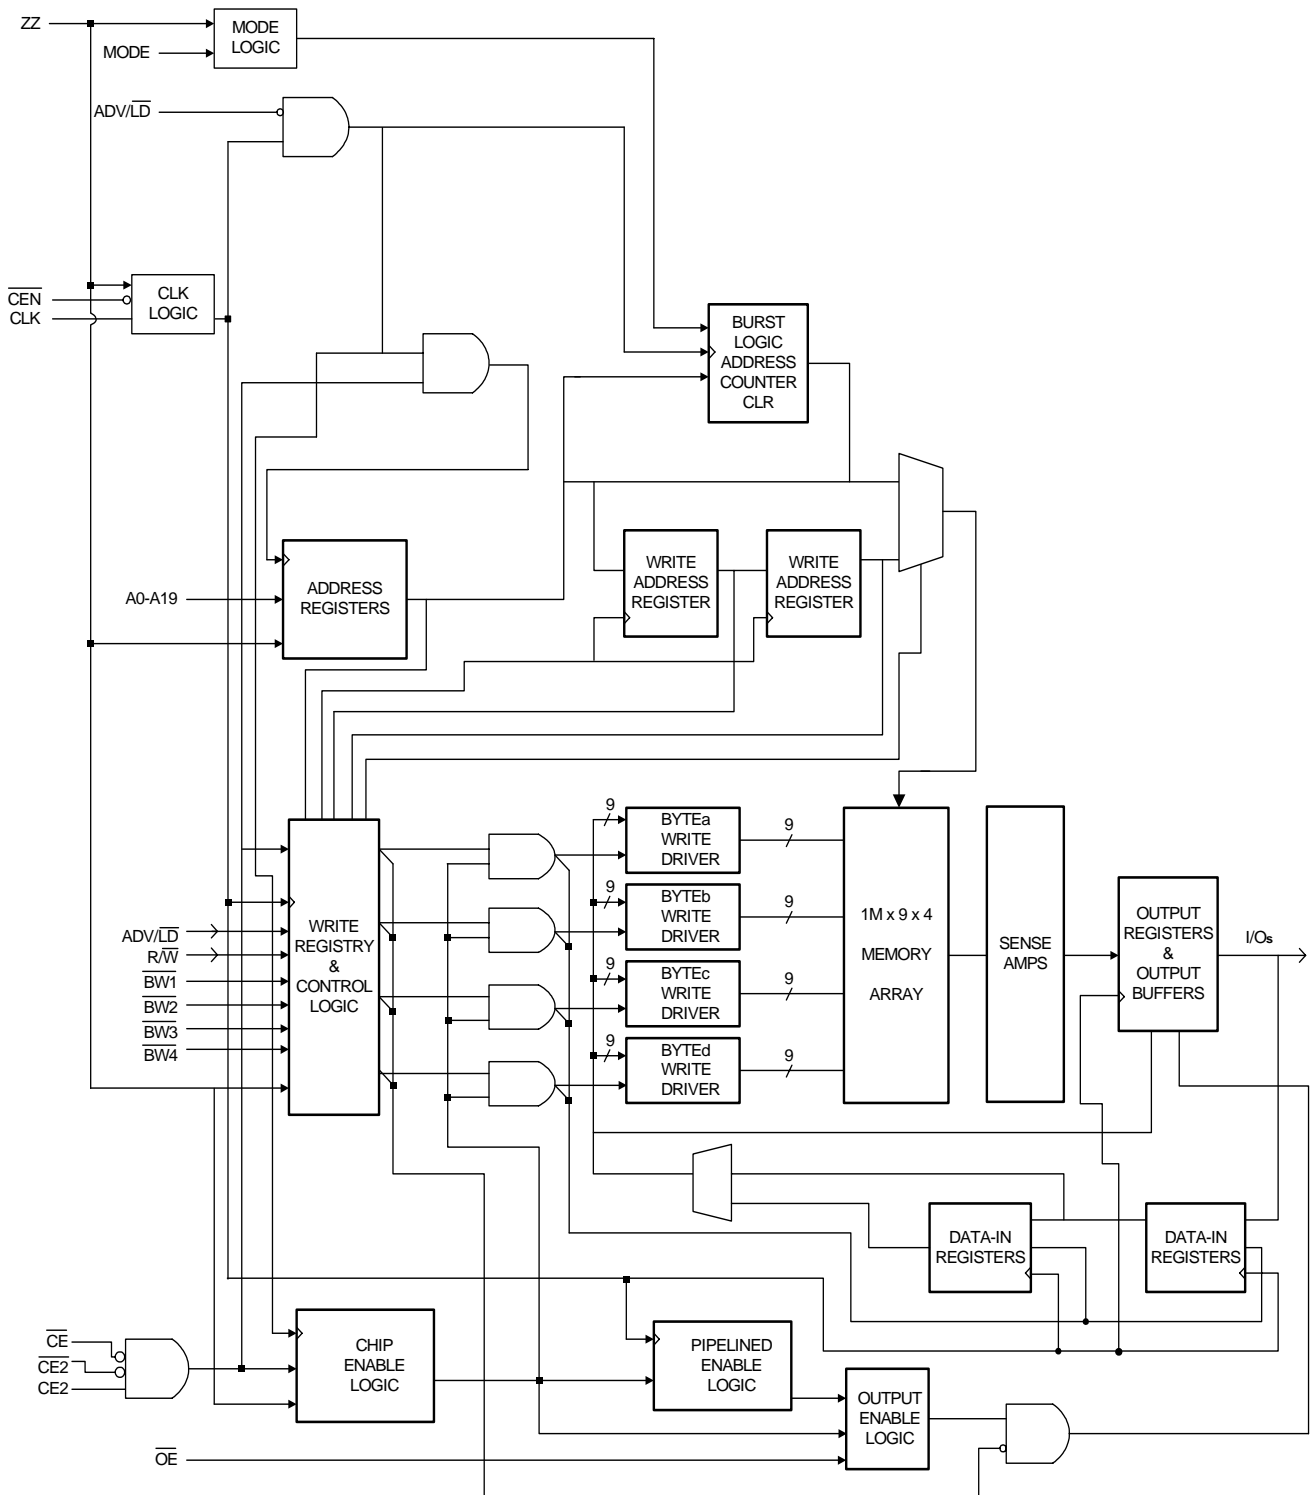 ZZ
MODE
MODE
LOGIC
ADV/LD
CEN
CLK
CLK
LOGIC
BURST
LOGIC
ADDRESS
COUNTER
CLR
A0-A19
ADDRESS
REGISTERS
WRITE
ADDRESS
REGISTER
WRITE
ADDRESS
REGISTER
ADV/LD
R/W
BW1
BW2
BW3
BW4
WRITE
REGISTRY
&
CONTROL
LOGIC
9
BYTEa
WRITE
DRIVER
9
9
BYTEb
WRITE
DRIVER
9
9
BYTEc
WRITE
DRIVER
9
9
BYTEd
WRITE
DRIVER
9
1M x 9 x 4
MEMORY
ARRAY
SENSE
AMPS
OUTPUT
REGISTERS
&
OUTPUT
BUFFERS
I/Os
DATA-IN
REGISTERS
DATA-IN
REGISTERS
CE
CE2
CE2
CHIP
ENABLE
LOGIC
PIPELINED
ENABLE
LOGIC
OUTPUT
ENABLE
LOGIC
OE